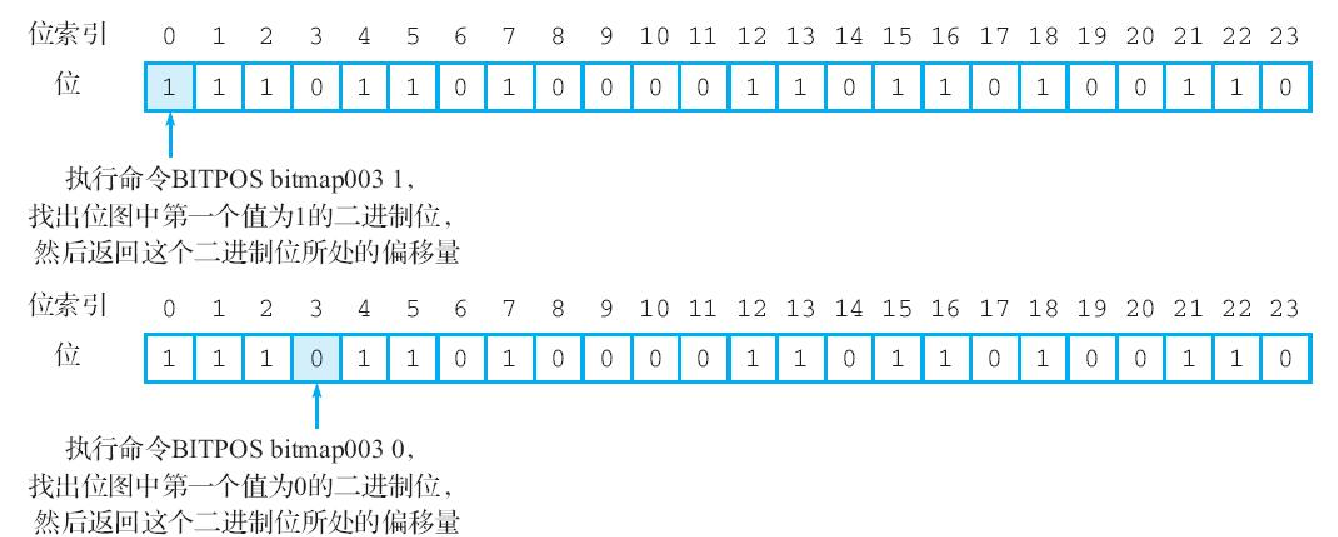 位索引 0 1 2 3 4 5 6 7 8 9 10 11 12 13 14 15 16 17 18 19 20 21 22 23
位 1 1 1 0 1 1 0 1 0 0 0 0 1 1 0 1 1 0 1 0 0 1 1 0
执行命令BITPOS bitmap003 1，
找出位图中第一个值为1的二进制位，
然后返回这个二进制位所处的偏移量
位索引 0 1 2 3 4 5 6 7 8 9 10 11 12 13 14 15 16 17 18 19 20 21 22 23
位 1 1 1 0 1 1 0 1 0 0 0 0 1 1 0 1 1 0 1 0 0 1 1 0
执行命令BITPOS bitmap003 0，
找出位图中第一个值为0的二进制位，
然后返回这个二进制位所处的偏移量